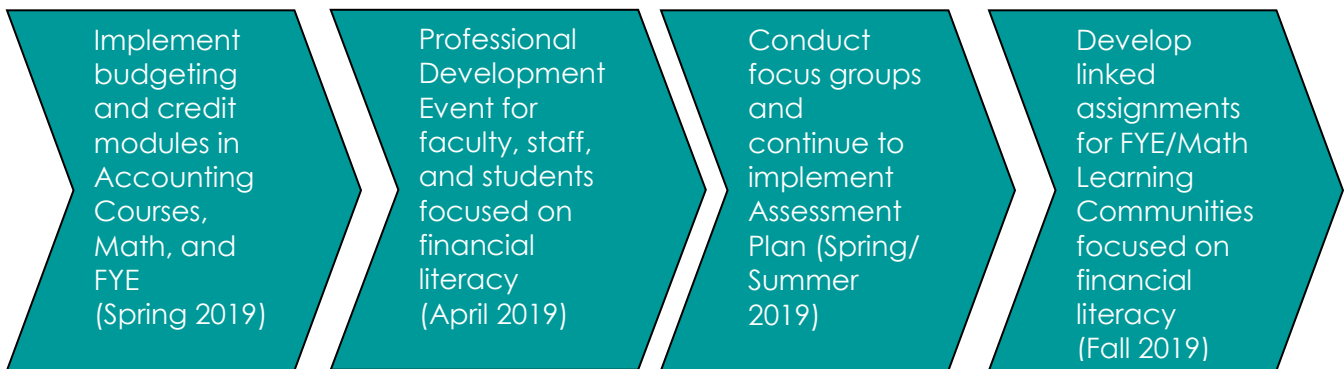 Implement
budgeting
and credit
modules in
Accounting
Courses,
Math, and
FYE
(Spring 2019)
Professional
Development
Event for
faculty, staff,
and students
focused on
financial
literacy
(April 2019)
Conduct
focus groups
and
continue to
implement
Assessment
Plan (Spring/
Summer
2019)
Develop
linked
assignments
for FYE/Math
Learning
Communities
focused on
financial
literacy
(Fall 2019)